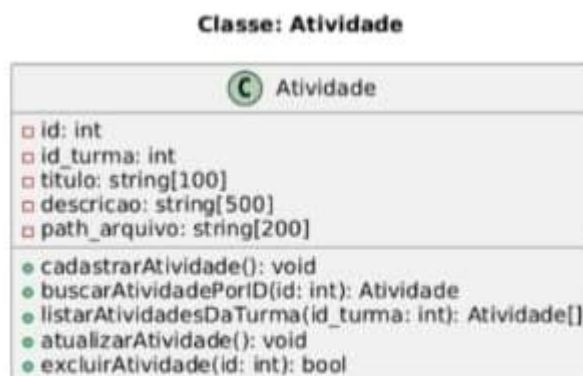 Classe: Atividade
C Atividade
id: int
id_turma: int
titulo: string[100]
descricao: string[500]
path_arquivo: string[200]
cadastrarAtividade(): void
buscarAtividadePorID(id: int): Atividade
listarAtividadesDaTurma(id_turma: int): Atividade[]
atualizarAtividade(): void
excluirAtividade(id: int): bool